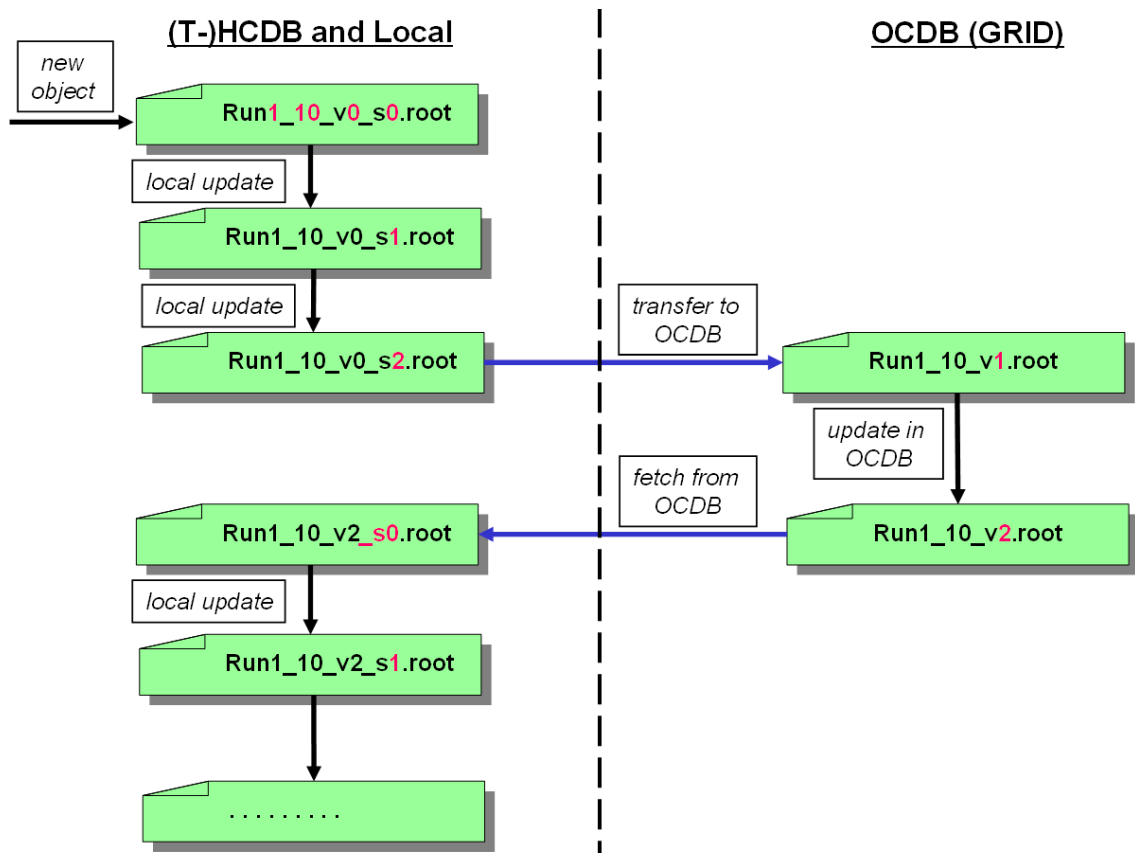 (T-)HCDB and Local
OCDB (GRID)
new
object
Run1_10_v0_s0.root
local update
Run1_10_v0_s1.root
local update
transfer to
OCDB
Run1_10_v0_s2.root
Run1_10_v1.root
update in
OCDB
fetch from
OCDB
Run1_10_v2_s0.root
Run1_10_v2.root
local update
Run1_10_v2_s1.root
. . . . . . . . .